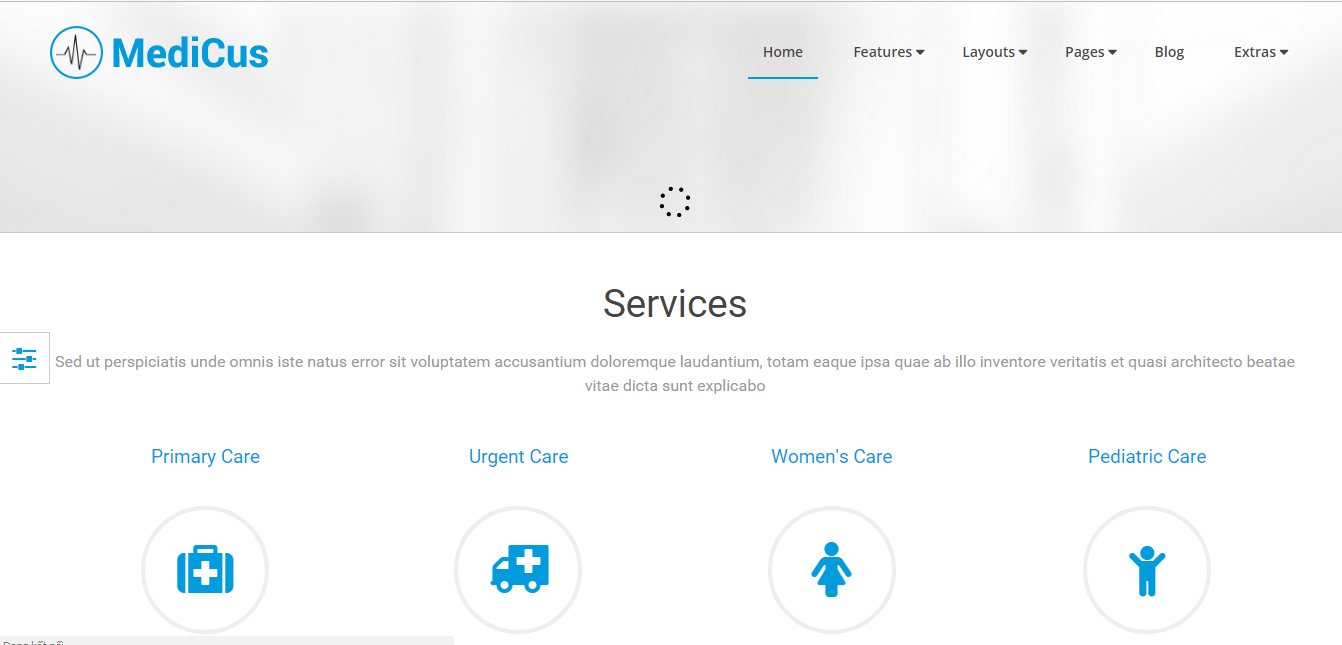 MediCus
Home Features Layouts Pages Blog Extras
Services
Sed ut perspiciatis unde omnis iste natus error sit voluptatem accusantium doloremque laudantium, totam eaque ipsa quae ab illo inventore veritatis et quasi architecto beatae
vitae dicta sunt explicabo
Primary Care Urgent Care Women's Care Pediatric Care